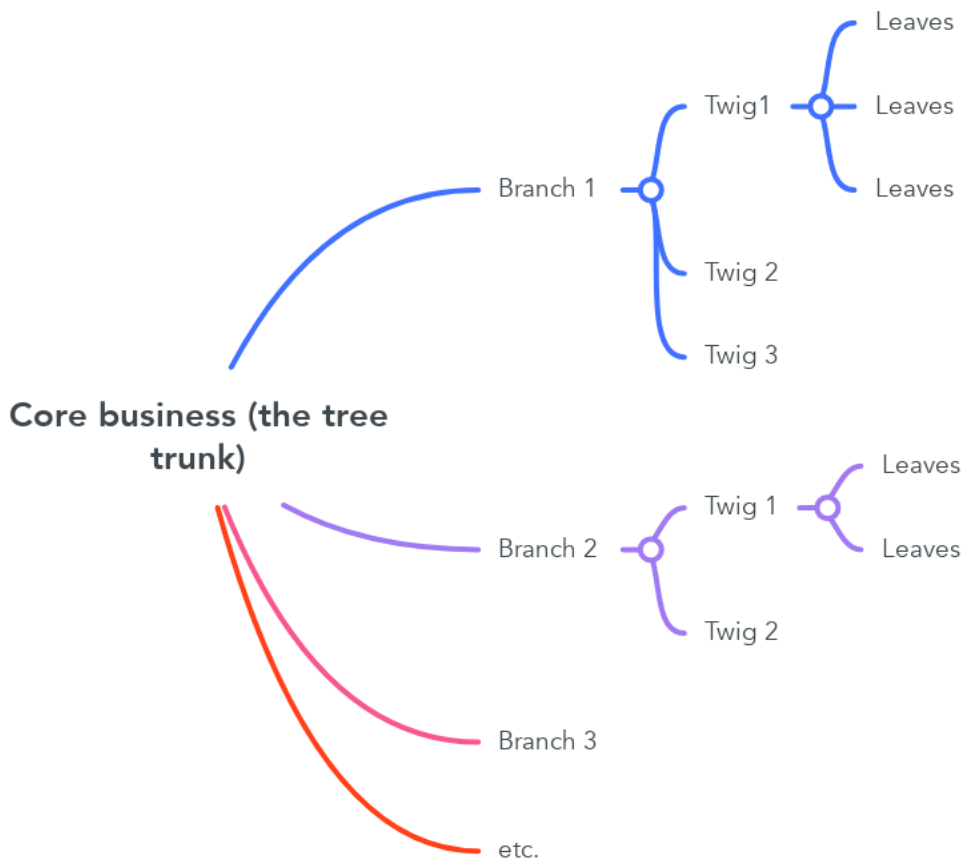 Leaves
Twig1
Leaves
Branch 1
Leaves
Twig 2
Twig 3
Core business (the tree
trunk)
Leaves
Twig 1
Branch 2
Leaves
Twig 2
Branch 3
etc.